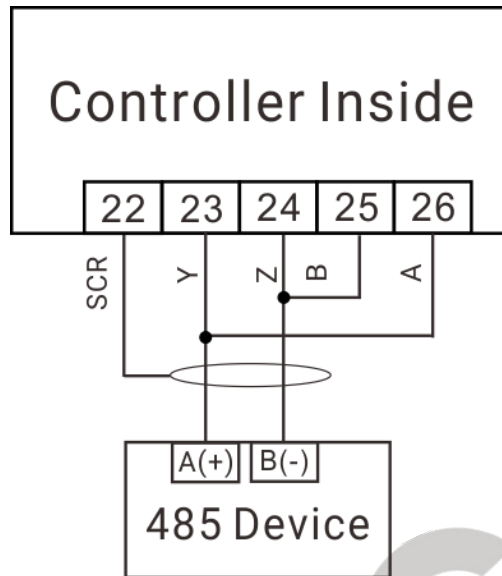 Controller Inside
22 23 24 25 26
SCR Y Z B A
A(+) B(-)
485 Device